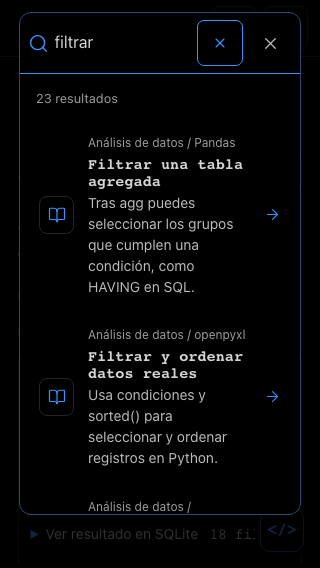 filtrar
23 resultados
Análisis de datos / Pandas
Filtrar una tabla
agregada
Tras agg puedes
seleccionar los grupos
que cumplen una
condición, como
HAVING en SQL.
Análisis de datos / openpyxl
Filtrar y ordenar
datos reales
Usa condiciones y
sorted() para
seleccionar y ordenar
registros en Python.
Análisis de datos /
Ver resultado en SQLite 18 fi
</>